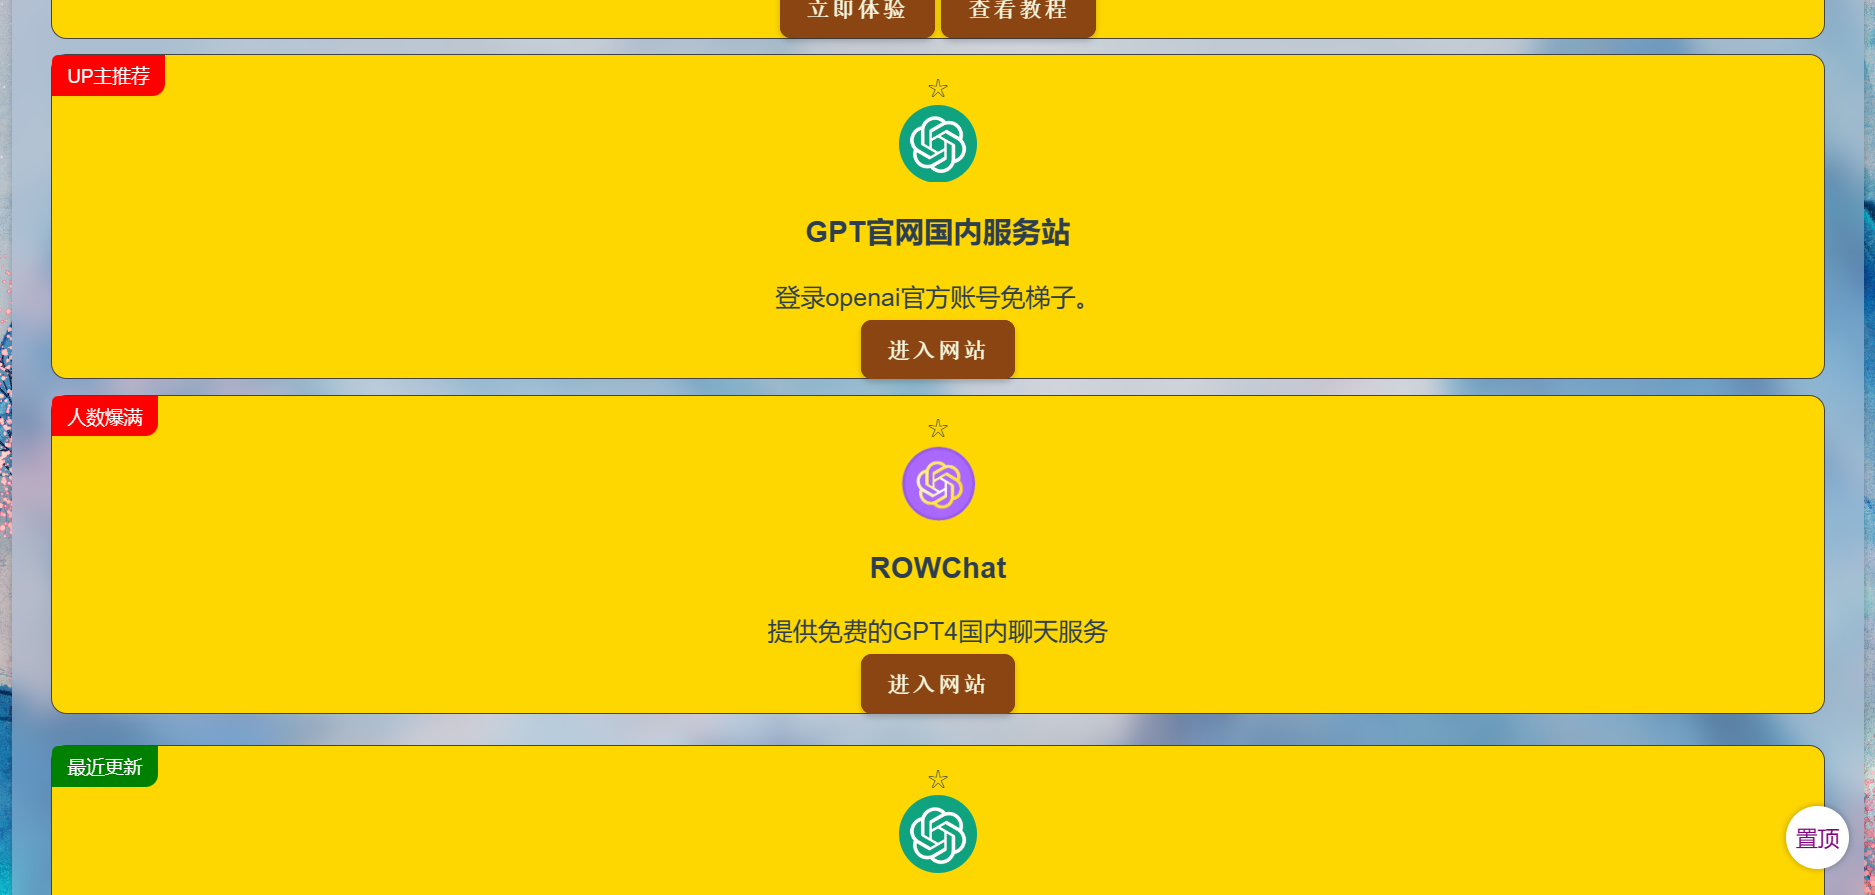 立即体验 查看教程
UP主推荐
☆
GPT官网国内服务站
登录openai官方账号免梯子。
进入网站
人数爆满
☆
ROWChat
提供免费的GPT4国内聊天服务
进入网站
最近更新
☆
置顶